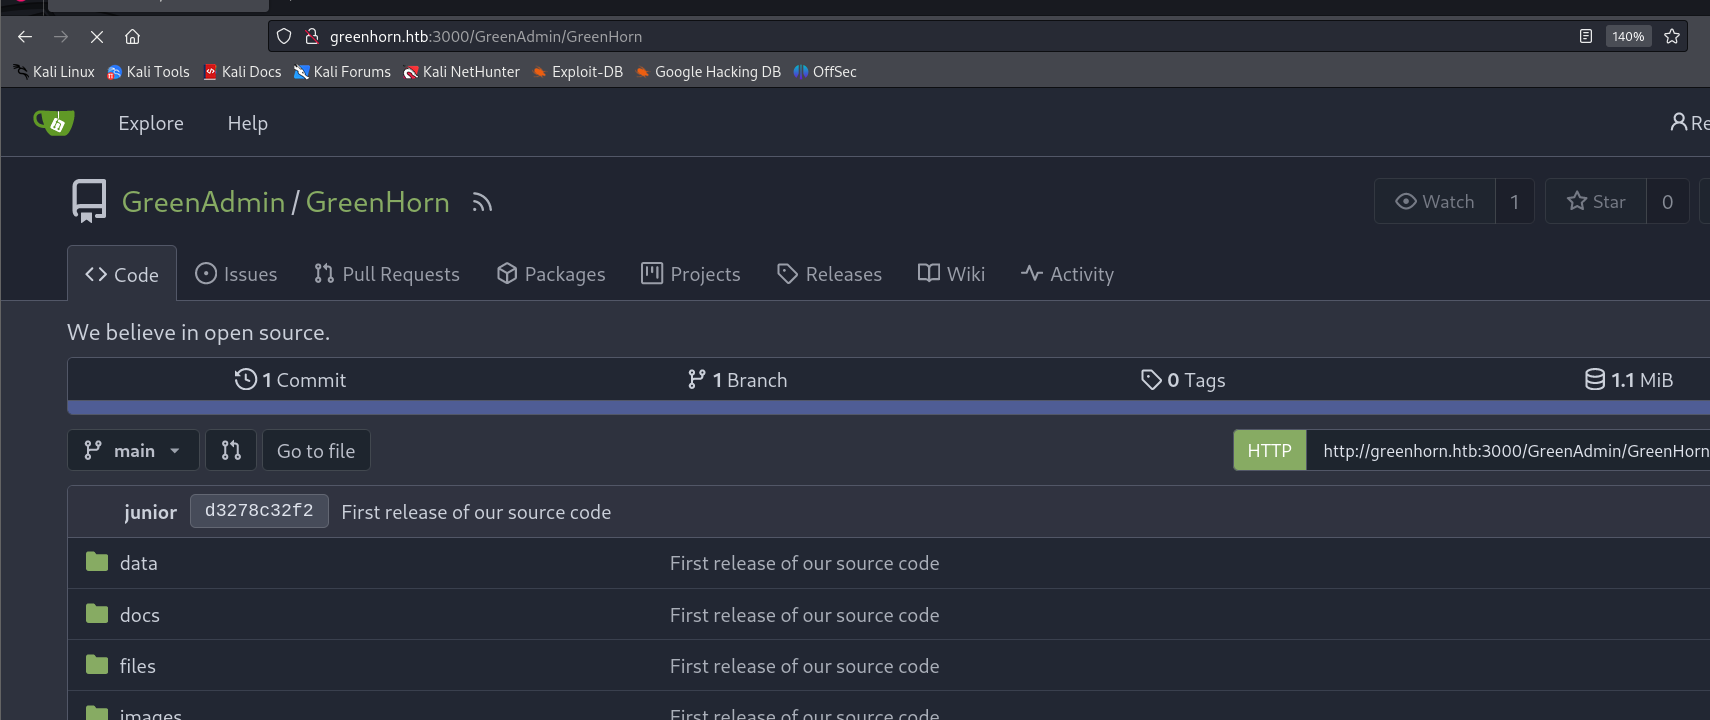 greenhorn.htb:3000/GreenAdmin/GreenHorn 140%
Kali Linux Kali Tools Kali Docs Kali Forums Kali NetHunter Exploit-DB Google Hacking DB OffSec
Explore Help Re
GreenAdmin / GreenHorn Watch 1 Star 0
Code Issues Pull Requests Packages Projects Releases Wiki Activity
We believe in open source.
1 Commit 1 Branch 0 Tags 1.1 MiB
main Go to file HTTP http://greenhorn.htb:3000/GreenAdmin/GreenHorn
junior d3278c32f2 First release of our source code
data First release of our source code
docs First release of our source code
files First release of our source code
images First release of our source code